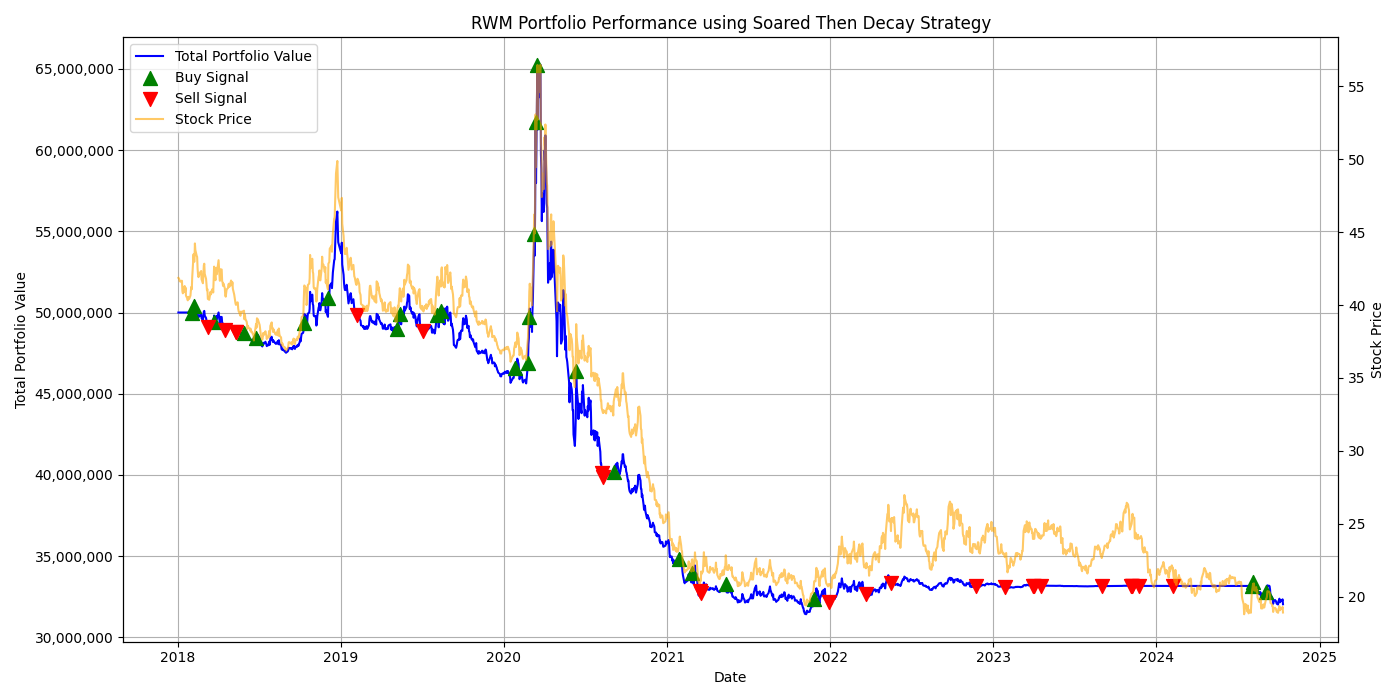 RWM Portfolio Performance using Soared Then Decay Strategy
Total Portfolio Value
Buy Signal
Sell Signal
Stock Price
65,000,000
60,000,000
55,000,000
50,000,000
45,000,000
40,000,000
35,000,000
30,000,000
Total Portfolio Value
55
50
45
40
35
30
25
20
Stock Price
2018 2019 2020 2021 2022 2023 2024 2025
Date